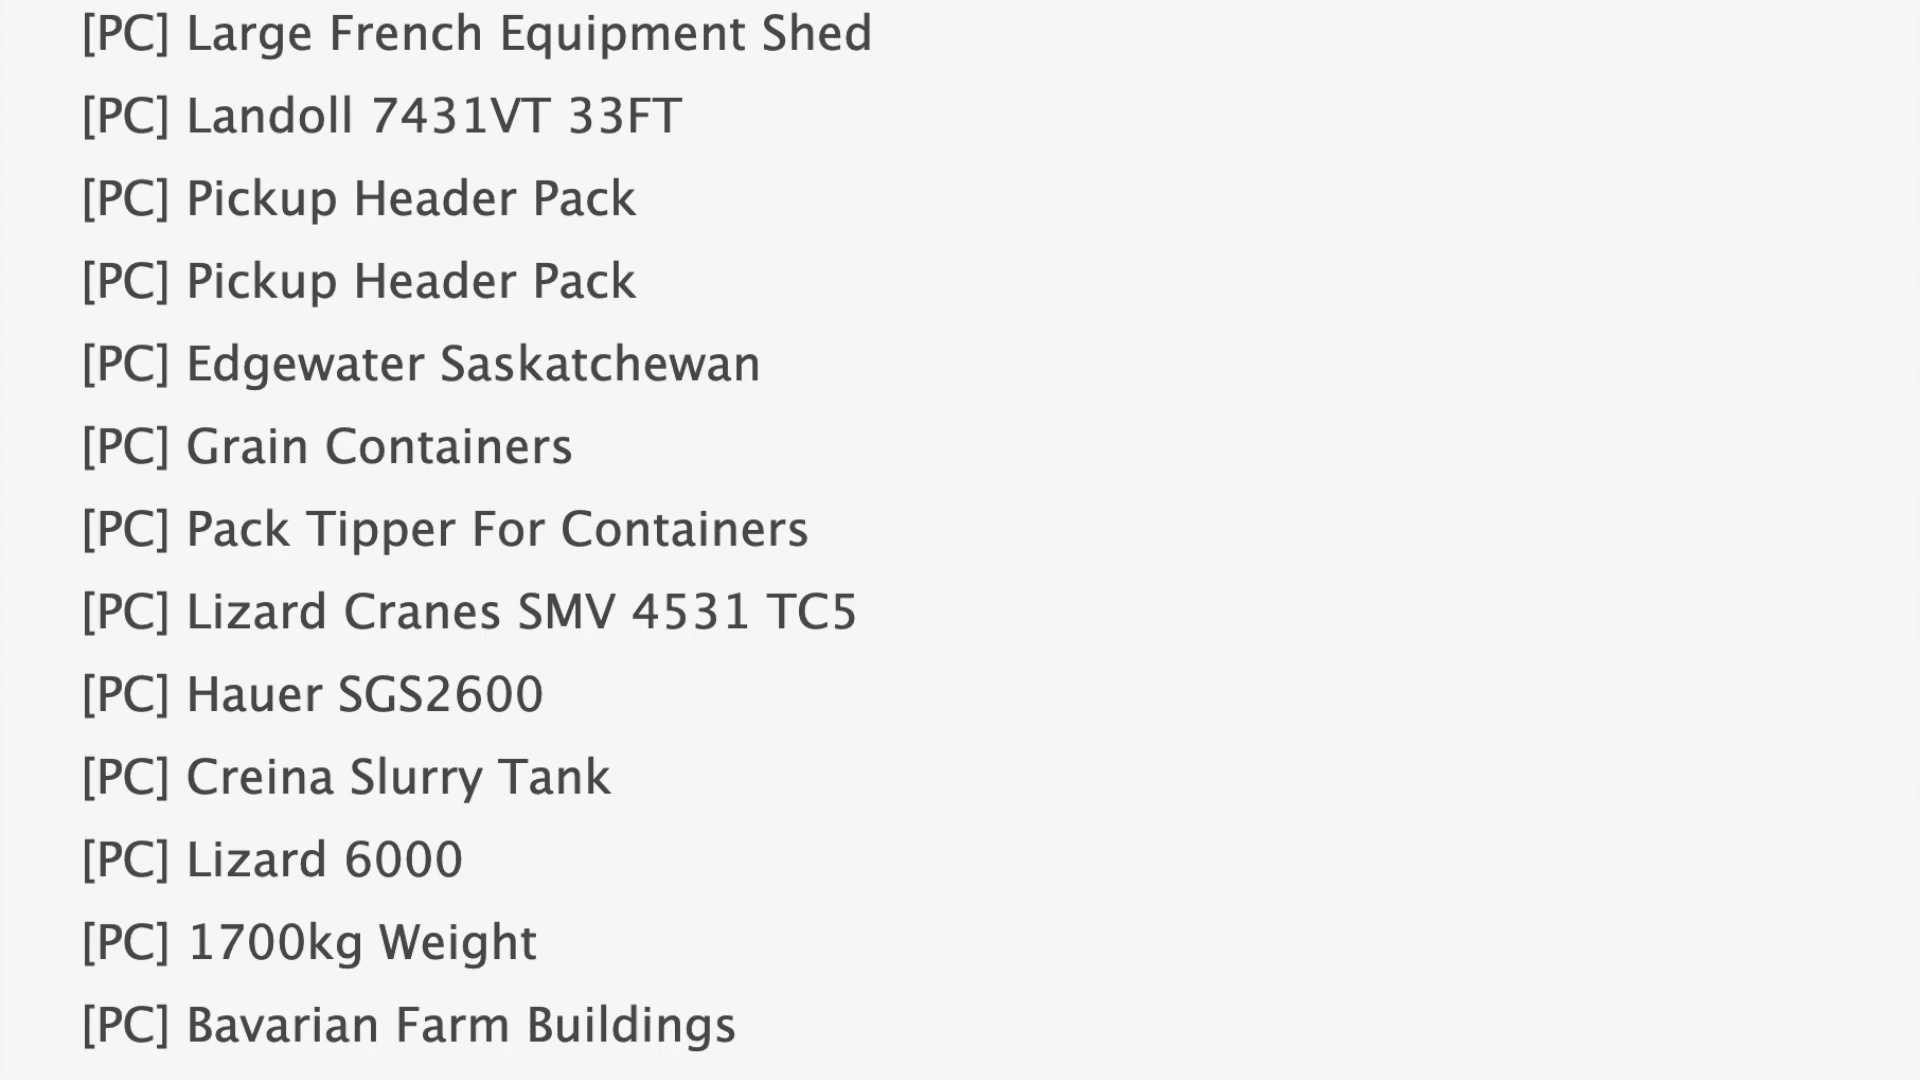 [PC] Large French Equipment Shed
[PC] Landoll 7431VT 33FT
[PC] Pickup Header Pack
[PC] Pickup Header Pack
[PC] Edgewater Saskatchewan
[PC] Grain Containers
[PC] Pack Tipper For Containers
[PC] Lizard Cranes SMV 4531 TC5
[PC] Hauer SGS2600
[PC] Creina Slurry Tank
[PC] Lizard 6000
[PC] 1700kg Weight
[PC] Bavarian Farm Buildings